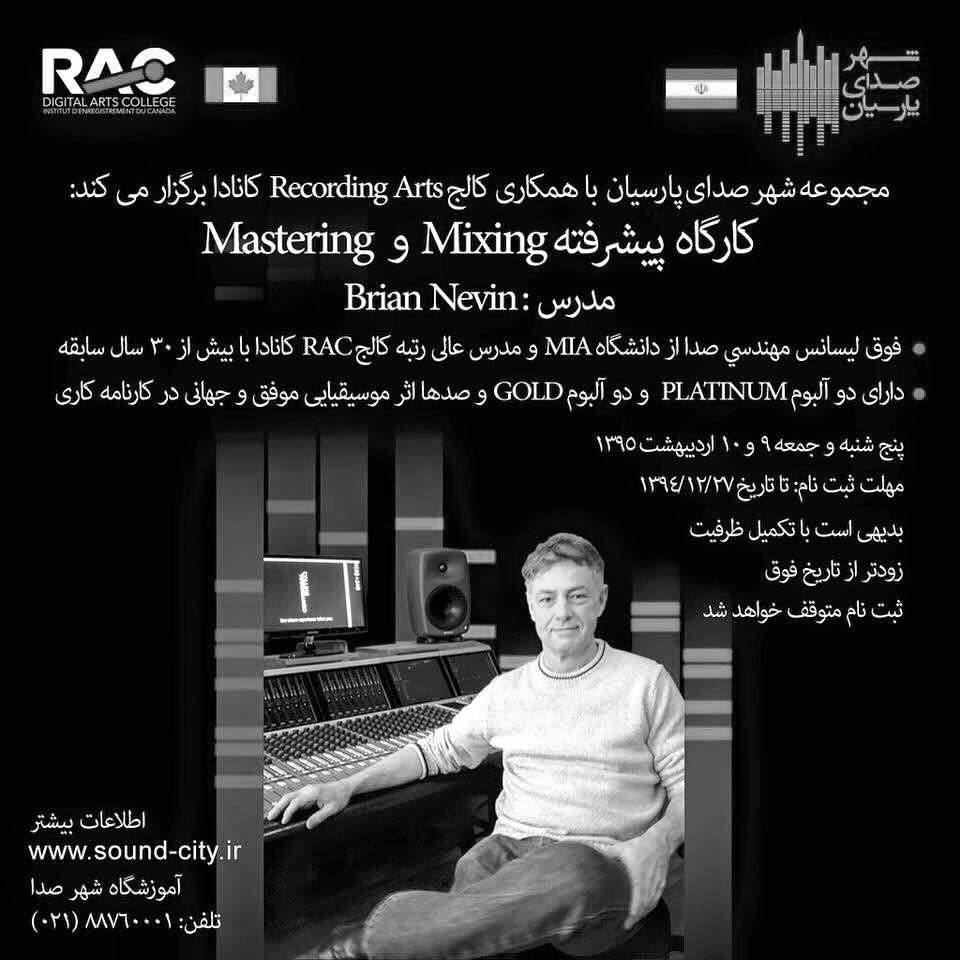 RAC
DIGITAL ARTS COLLEGE
INSTITUT D'ENREGISTREMENT DU CANADA
شهر
صدای
پارسیان
مجموعه شهر صدای پارسیان با همکاری کالج Recording Arts کانادا برگزار می کند:
کارگاه پیشرفته Mixing و Mastering
مدرس : Brian Nevin
فوق لیسانس مهندسي صدا از دانشگاه MIA و مدرس عالی رتبه کالج RAC کانادا با بیش از ۳۰ سال سابقه
دارای دو آلبوم PLATINUM و دو آلبوم GOLD و صدها اثر موسیقیایی موفق و جهانی در کارنامه کاری
پنج شنبه و جمعه ۹ و ۱۰ اردیبهشت ۱۳۹۵
مهلت ثبت نام: تا تاریخ ۱۳۹٤/۱۲/۲۷
بدیهی است با تکمیل ظرفیت
زودتر از تاریخ فوق
ثبت نام متوقف خواهد شد
اطلاعات بیشتر
www.sound-city.ir
آموزشگاه شهر صدا
تلفن: ۸۸۷۶۰۰۰۱ (۰۲۱)